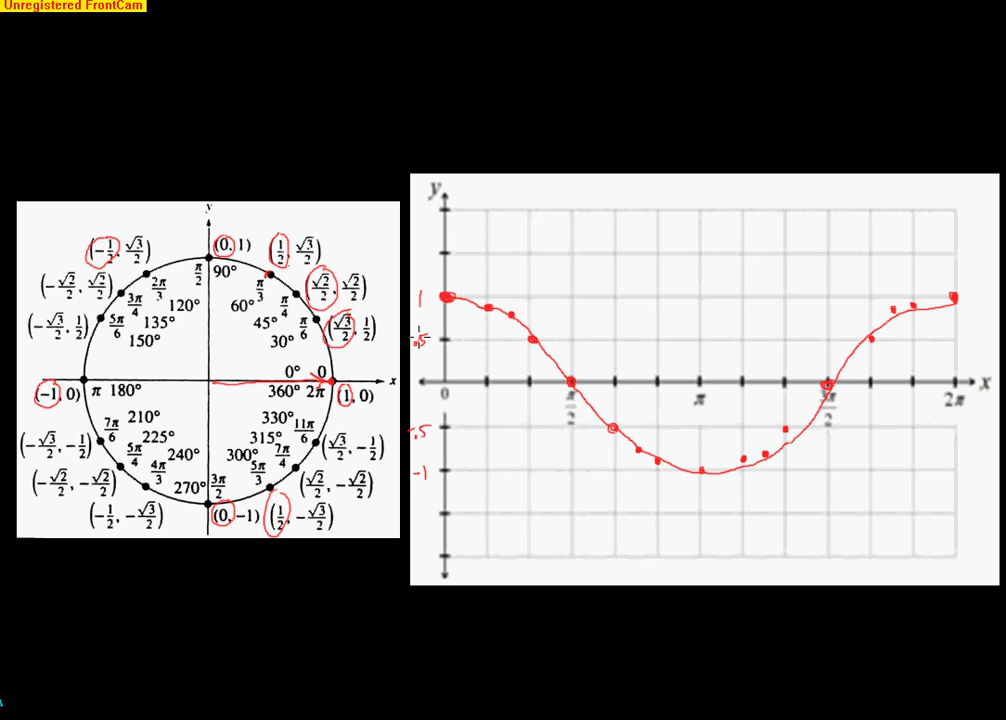 Unregistered FrontCam
y
(-1/2, √3/2) (0, 1) (1/2, √3/2)
π/2 90°
(-√2/2, √2/2) 2π/3 π/3 (√2/2, √2/2)
3π/4 120° 60° π/4
(-√3/2, 1/2) 5π/6 135° 45° π/6 (√3/2, 1/2)
150° 30°
0° 0 x
(-1, 0) π 180° 360° 2π (1, 0)
210° 330°
7π/6 225° 315° 11π/6
(-√3/2, -1/2) 5π/4 240° 300° 7π/4 (√3/2, -1/2)
(-√2/2, -√2/2) 4π/3 5π/3 (√2/2, -√2/2)
270° 3π/2
(-1/2, -√3/2) (0, -1) (1/2, -√3/2)
y
1
.5
0 π/2 π 3π/2 2π x
-.5
-1